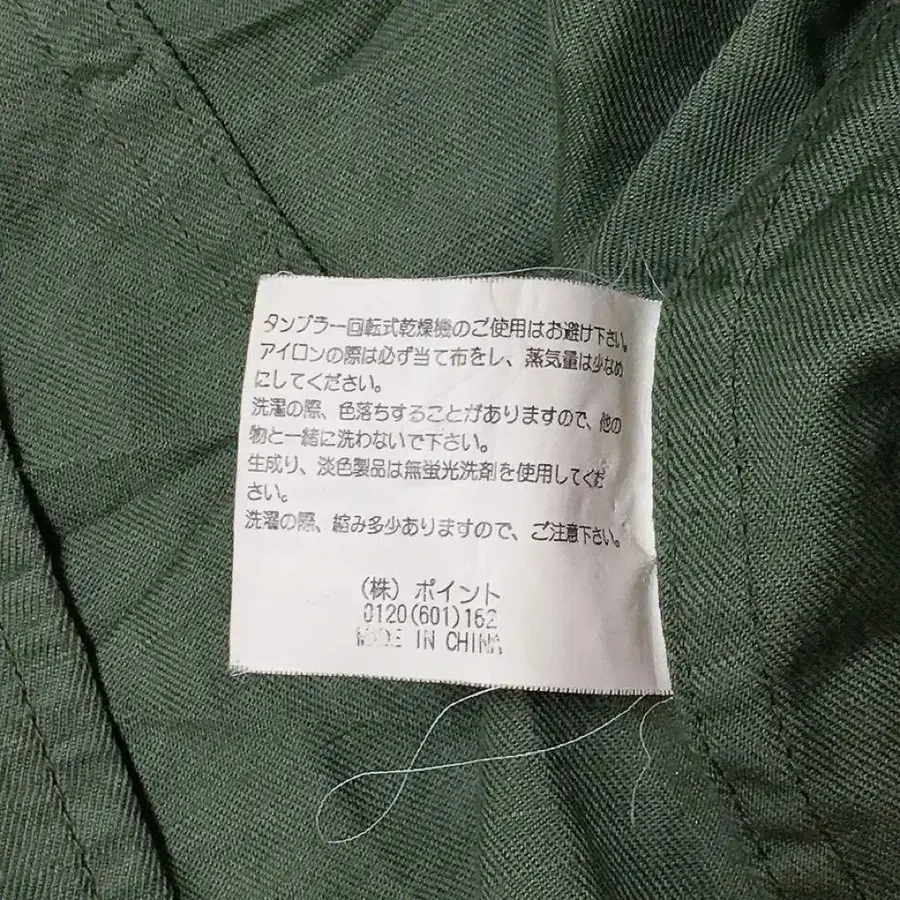 タンブラー回転式乾燥機のご使用はお避け下さい。
アイロンの際は必ず当て布をし、蒸気量は少なめ
にしてください。
洗濯の際、色落ちすることがありますので、他の
物と一緒に洗わないで下さい。
生成り、淡色製品は無蛍光洗剤を使用してくだ
さい。
洗濯の際、縮み多少ありますので、ご注意下さい。
(株) ポイント
0120(601)162
MADE IN CHINA